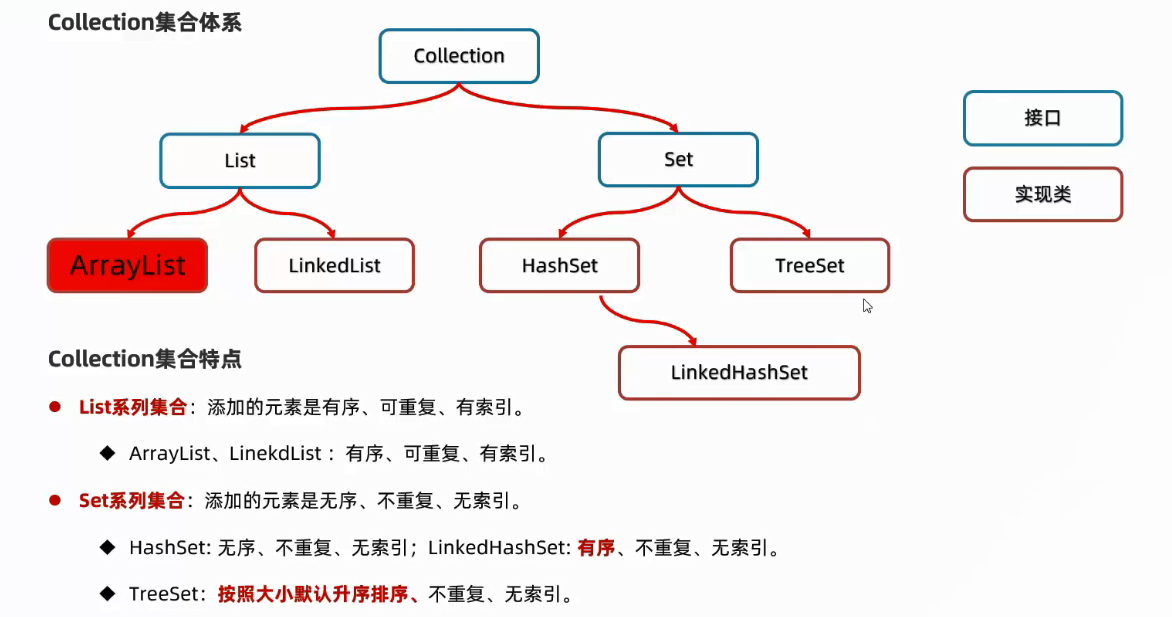 Collection集合体系
Collection
接口
List
Set
实现类
ArrayList
LinkedList
HashSet
TreeSet
Collection集合特点
LinkedHashSet
List系列集合：添加的元素是有序、可重复、有索引。
ArrayList、LinekdList ：有序、可重复、有索引。
Set系列集合：添加的元素是无序、不重复、无索引。
HashSet: 无序、不重复、无索引；LinkedHashSet: 有序、不重复、无索引。
TreeSet：按照大小默认升序排序、不重复、无索引。